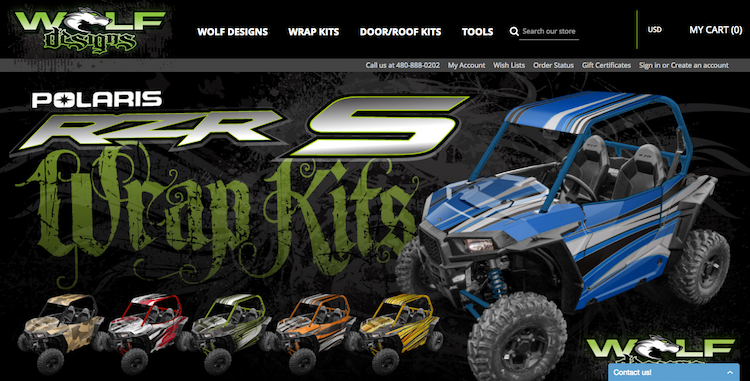 WOLF
designs
WOLF DESIGNS WRAP KITS DOOR/ROOF KITS TOOLS Search our store USD MY CART (0)
Call us at 480-888-0202 My Account Wish Lists Order Status Gift Certificates Sign in or Create an account
POLARIS
RZR S
Wrap Kits
WOLF
designs
Contact us!